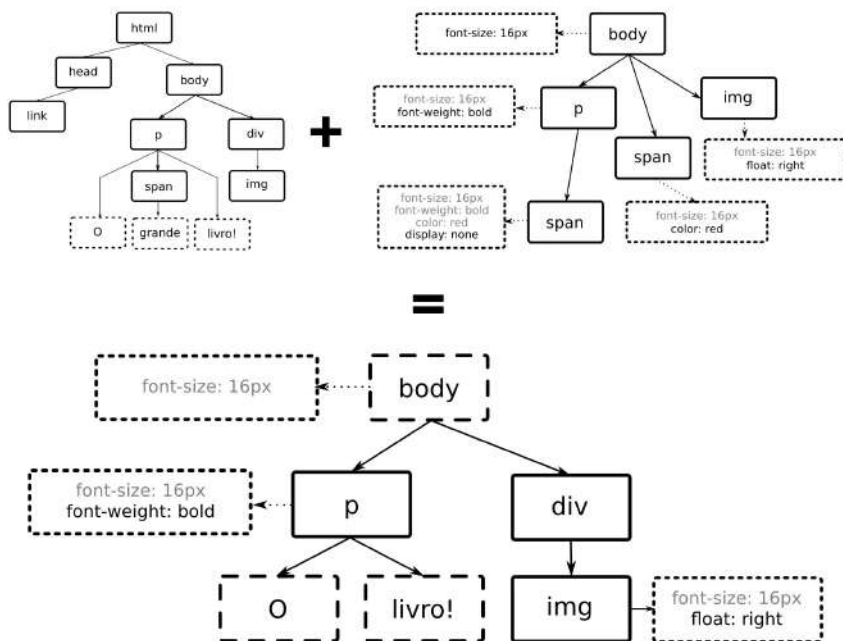 html
head
body
link
p
div
span
img
O
grande
livro!
+
font-size: 16px
body
font-size: 16px
font-weight: bold
p
img
span
font-size: 16px
float: right
font-size: 16px
font-weight: bold
color: red
display: none
span
font-size: 16px
color: red
=
font-size: 16px
body
font-size: 16px
font-weight: bold
p
div
O
livro!
img
font-size: 16px
float: right